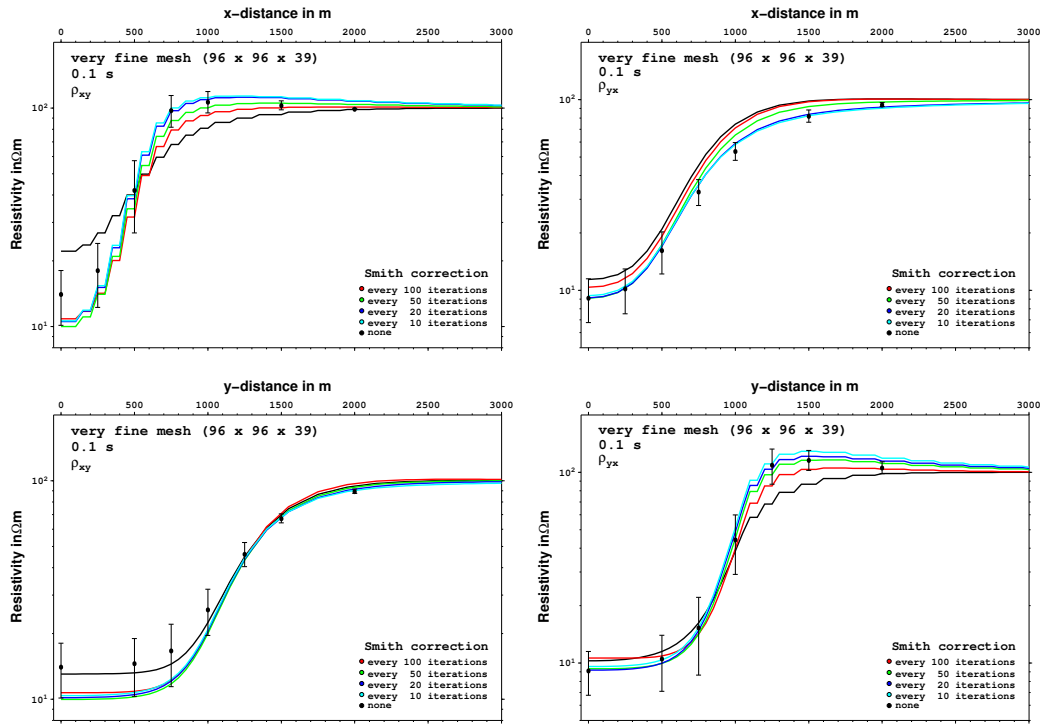 x-distance in m
0 500 1000 1500 2000 2500 3000
very fine mesh (96 x 96 x 39)
0.1 s
ρxy
10²
10¹
Resistivity inΩm
Smith correction
every 100 iterations
every 50 iterations
every 20 iterations
every 10 iterations
none
x-distance in m
0 500 1000 1500 2000 2500 3000
very fine mesh (96 x 96 x 39)
0.1 s
ρyx
10²
10¹
Resistivity inΩm
Smith correction
every 100 iterations
every 50 iterations
every 20 iterations
every 10 iterations
none
y-distance in m
0 500 1000 1500 2000 2500 3000
very fine mesh (96 x 96 x 39)
0.1 s
ρxy
10²
10¹
Resistivity inΩm
Smith correction
every 100 iterations
every 50 iterations
every 20 iterations
every 10 iterations
none
y-distance in m
0 500 1000 1500 2000 2500 3000
very fine mesh (96 x 96 x 39)
0.1 s
ρyx
10²
10¹
Resistivity inΩm
Smith correction
every 100 iterations
every 50 iterations
every 20 iterations
every 10 iterations
none